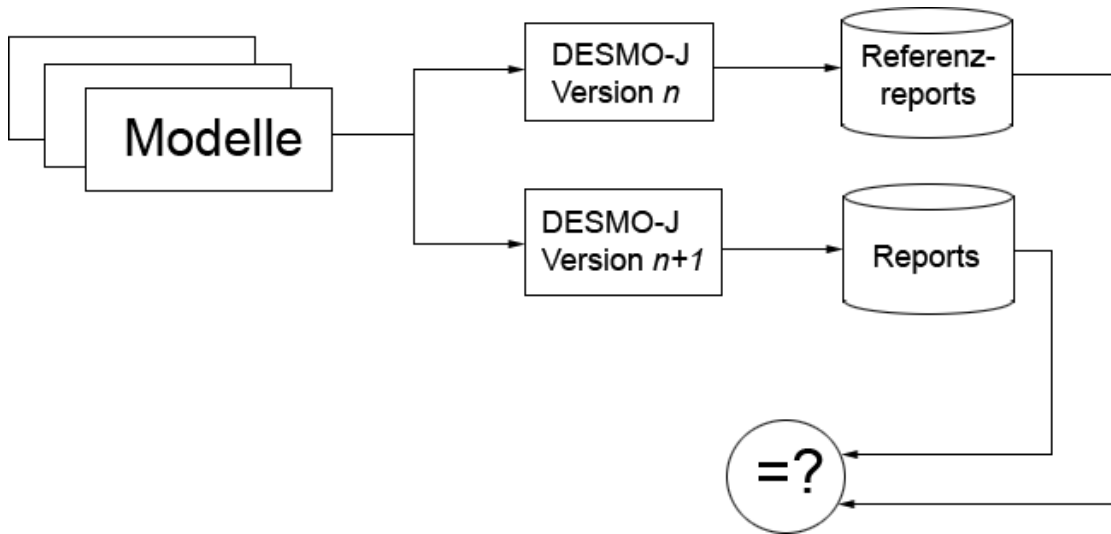 Modelle
DESMO-J
Version n
Referenz-
reports
DESMO-J
Version n+1
Reports
=?